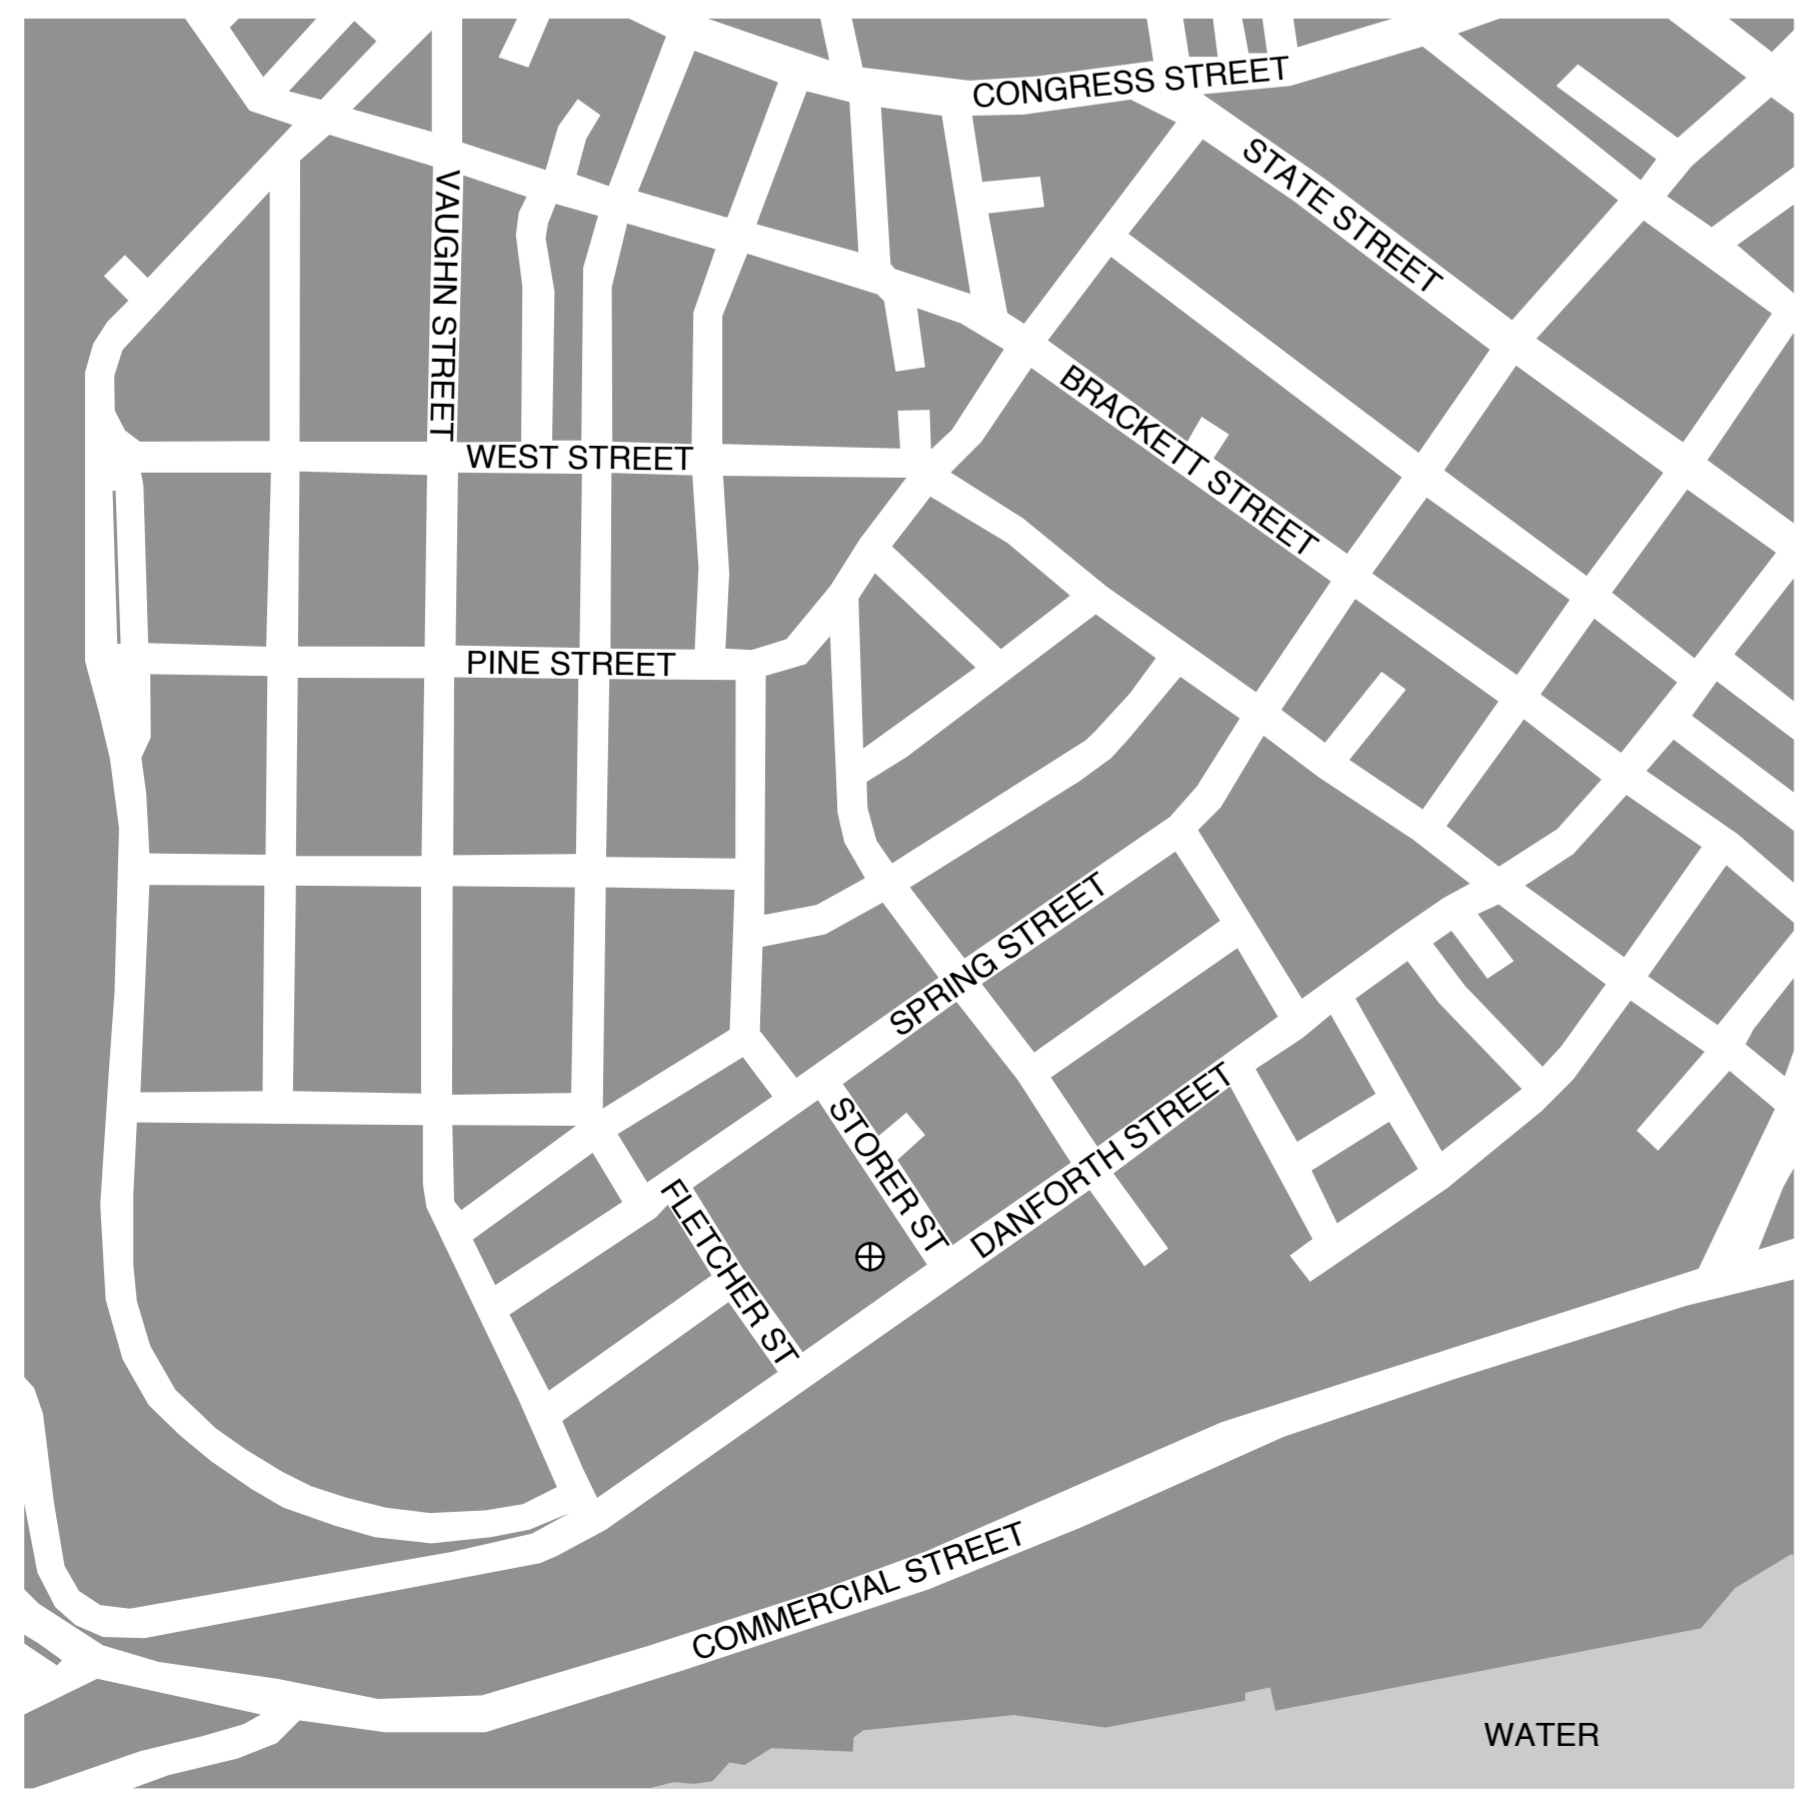 CONGRESS STREET
STATE STREET
VAUGHN STREET
BRACKETT STREET
WEST STREET
PINE STREET
SPRING STREET
STORER ST
DANFORTH STREET
FLETCHER ST
COMMERCIAL STREET
WATER